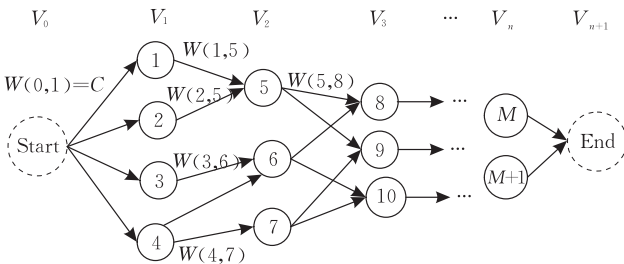 V₀ V₁ V₂ V₃ ··· Vₙ Vₙ₊₁
1 W(1,5)
W(0,1)=C
W(2,5) 5 W(5,8)
2
8 ··· M
Start
W(3,6) 6 9 ··· End
3
10 ··· M+1
4 7
W(4,7)